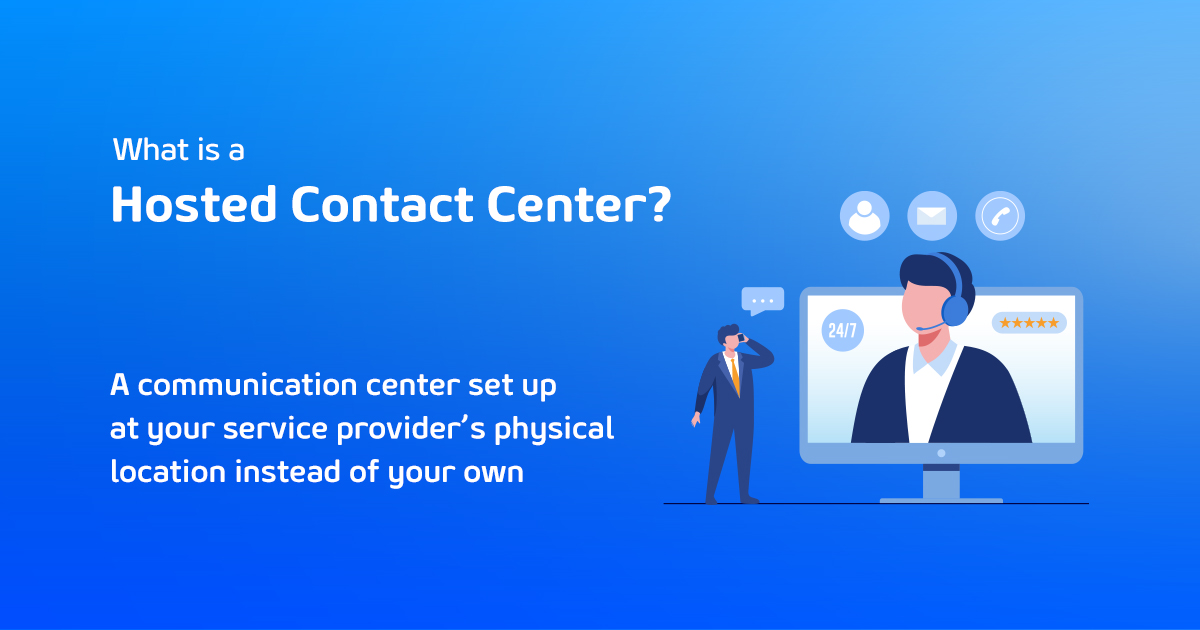 What is a
Hosted Contact Center?
A communication center set up
at your service provider’s physical
location instead of your own
24/7